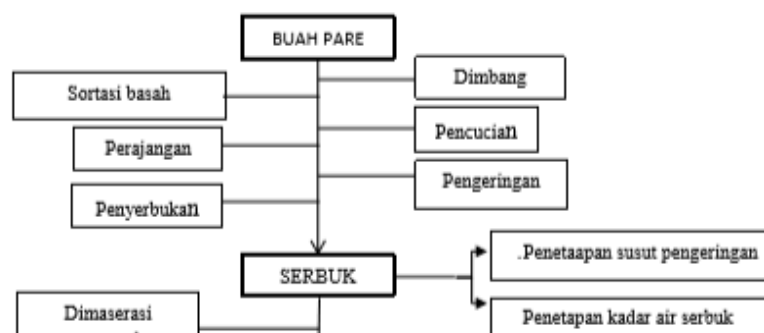 BUAH PARE
Dimbang
Sortasi basah
Pencucian
Perajangan
Pengeringan
Penyerbukan
.Penetaapan susut pengeringan
SERBUK
Dimaserasi
Penetapan kadar air serbuk